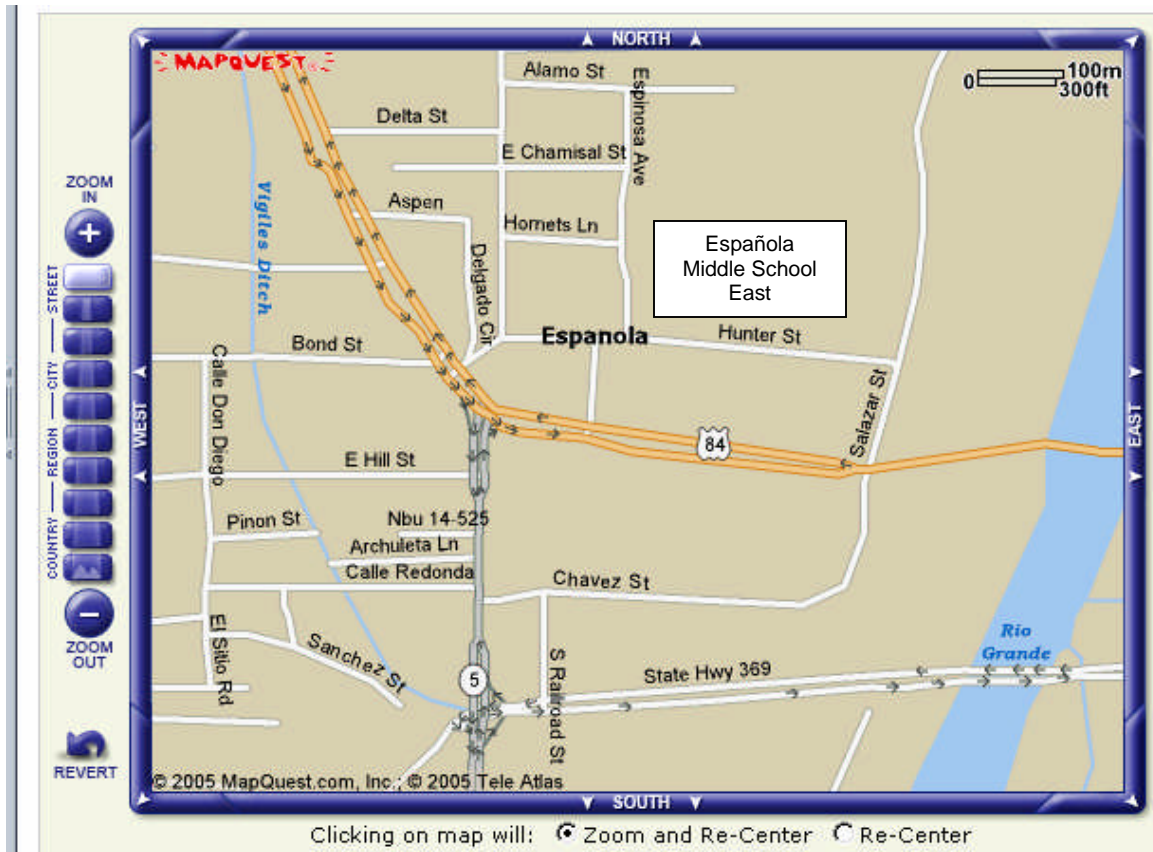 NORTH
MAPQUEST®
Alamo St
Espinosa Ave
0 100m
300ft
Delta St
E Chamisal St
ZOOM
IN
Vigiles Ditch
Aspen
Hornets Ln
Española
Middle School
East
Delgado Cir
STREET
CITY
REGION
COUNTRY
Espanola
Hunter St
Bond St
Calle Don Diego
WEST
EAST
Salazar St
84
E Hill St
Pinon St
Nbu 14-525
Archuleta Ln
Calle Redonda
Chavez St
ZOOM
OUT
El Sitio Rd
Sanchez St
S Railroad St
Rio
Grande
State Hwy 369
5
REVERT
© 2005 MapQuest.com, Inc.; © 2005 Tele Atlas
SOUTH
Clicking on map will: Zoom and Re-Center Re-Center